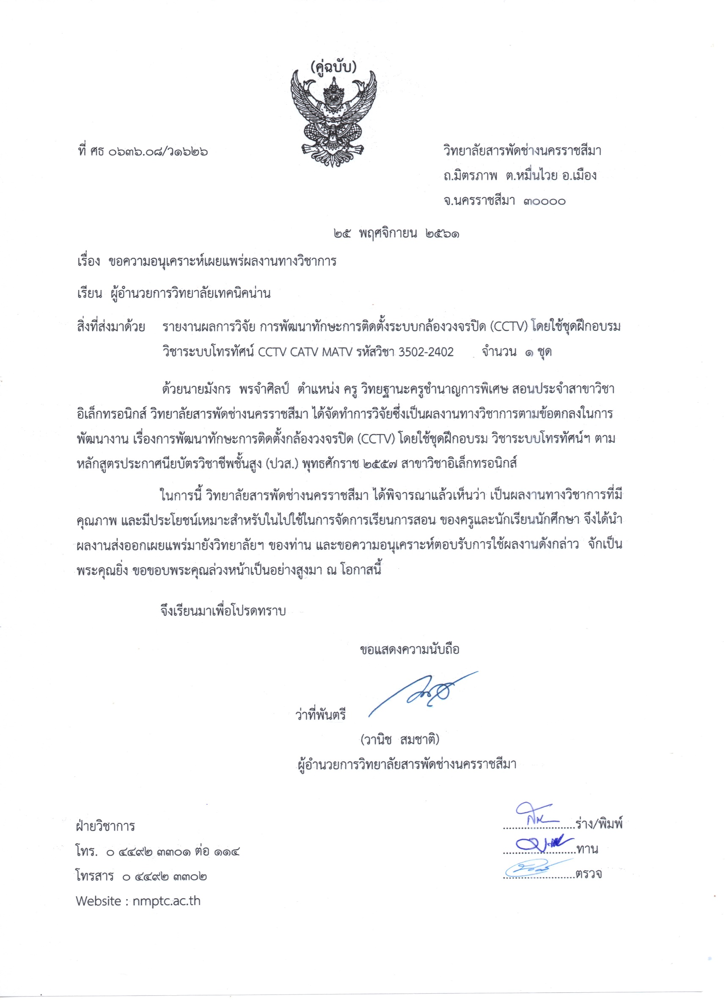 (คู่ฉบับ)
ที่ ศธ ๐๖๓๖.๐๘/ว๑๖๒๖
วิทยาลัยสารพัดช่างนครราชสีมา
ถ.มิตรภาพ ต.หมื่นไวย อ.เมือง
จ.นครราชสีมา ๓๐๐๐๐
๒๕ พฤศจิกายน ๒๕๖๑
เรื่อง ขอความอนุเคราะห์เผยแพร่ผลงานทางวิชาการ
เรียน ผู้อำนวยการวิทยาลัยเทคนิคน่าน
สิ่งที่ส่งมาด้วย รายงานผลการวิจัย การพัฒนาทักษะการติดตั้งระบบกล้องวงจรปิด (CCTV) โดยใช้ชุดฝึกอบรม
วิชาระบบโทรทัศน์ CCTV CATV MATV รหัสวิชา 3502-2402 จำนวน ๑ ชุด
ด้วยนายมังกร พรจำศิลป์ ตำแหน่ง ครู วิทยฐานะครูชำนาญการพิเศษ สอนประจำสาขาวิชา
อิเล็กทรอนิกส์ วิทยาลัยสารพัดช่างนครราชสีมา ได้จัดทำการวิจัยซึ่งเป็นผลงานทางวิชาการตามข้อตกลงในการ
พัฒนางาน เรื่องการพัฒนาทักษะการติดตั้งกล้องวงจรปิด (CCTV) โดยใช้ชุดฝึกอบรม วิชาระบบโทรทัศน์ฯ ตาม
หลักสูตรประกาศนียบัตรวิชาชีพชั้นสูง (ปวส.) พุทธศักราช ๒๕๕๗ สาขาวิชาอิเล็กทรอนิกส์
ในการนี้ วิทยาลัยสารพัดช่างนครราชสีมา ได้พิจารณาแล้วเห็นว่า เป็นผลงานทางวิชาการที่มี
คุณภาพ และมีประโยชน์เหมาะสำหรับในไปใช้ในการจัดการเรียนการสอน ของครูและนักเรียนนักศึกษา จึงได้นำ
ผลงานส่งออกเผยแพร่มายังวิทยาลัยฯ ของท่าน และขอความอนุเคราะห์ตอบรับการใช้ผลงานดังกล่าว จักเป็น
พระคุณยิ่ง ขอขอบพระคุณล่วงหน้าเป็นอย่างสูงมา ณ โอกาสนี้
จึงเรียนมาเพื่อโปรดทราบ
ขอแสดงความนับถือ
ว่าที่พันตรี
(วานิช สมชาติ)
ผู้อำนวยการวิทยาลัยสารพัดช่างนครราชสีมา
ฝ่ายวิชาการ
........................ร่าง/พิมพ์
โทร. ๐ ๔๔๙๒ ๓๓๐๑ ต่อ ๑๑๔
........................ทาน
โทรสาร ๐ ๔๔๙๒ ๓๓๐๒
........................ตรวจ
Website : nmptc.ac.th